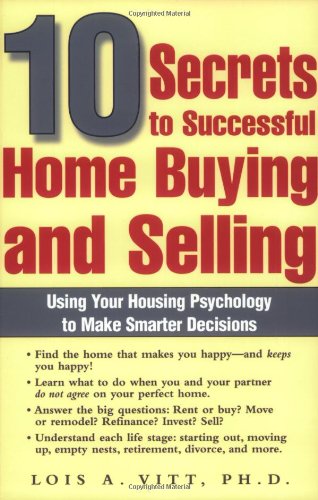 10 Secrets
to Successful
Home Buying
and Selling
Using Your Housing Psychology
to Make Smarter Decisions
• Find the home that makes you happy—and keeps
you happy!
• Learn what to do when you and your partner
do not agree on your perfect home.
• Answer the big questions: Rent or buy? Move
or remodel? Refinance? Invest? Sell?
• Understand each life stage: starting out, moving
up, empty nests, retirement, divorce, and more.
LOIS A. VITT, PH.D.